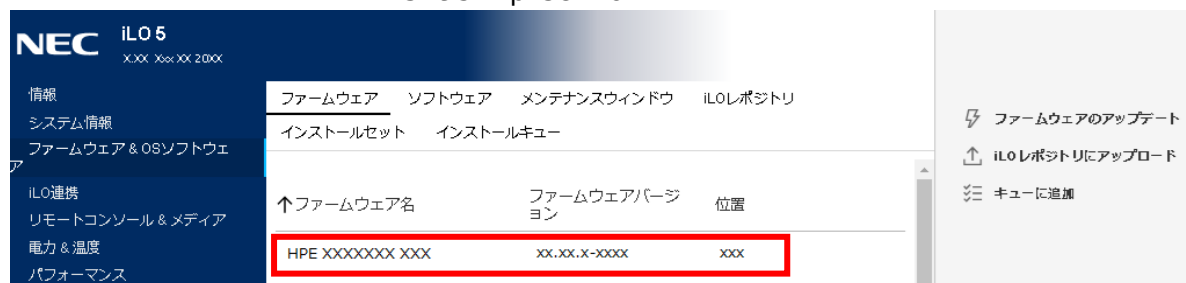 NEC iLO 5
X.XX Xxx XX 20XX
情報
システム情報
ファームウェア & OSソフトウェ
ア
iLO連携
リモートコンソール & メディア
電力 & 温度
パフォーマンス
ファームウェア ソフトウェア メンテナンスウィンドウ iLOレポジトリ
インストールセット インストールキュー
↑ファームウェア名 ファームウェアバージ
ョン 位置
HPE XXXXXXX XXX xx.xx.x-xxxx xxx
ファームウェアのアップデート
iLOレポジトリにアップロード
キューに追加